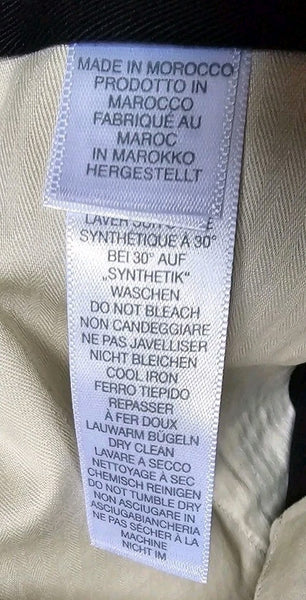 MADE IN MOROCCO
PRODOTTO IN
MAROCCO
FABRIQUÉ AU
MAROC
IN MAROKKO
HERGESTELLT
LAVER
SYNTHÉTIQUE À 30°
BEI 30° AUF
„SYNTHETIK“
WASCHEN
DO NOT BLEACH
NON CANDEGGIARE
NE PAS JAVELLISER
NICHT BLEICHEN
COOL IRON
FERRO TIEPIDO
REPASSER
À FER DOUX
LAUWARM BÜGELN
DRY CLEAN
LAVARE A SECCO
NETTOYAGE À SEC
CHEMISCH REINIGEN
DO NOT TUMBLE DRY
NON ASCIUGARE IN
ASCIUGABIANCHERIA
NE PAS SÉCHER À LA
MACHINE
NICHT IM